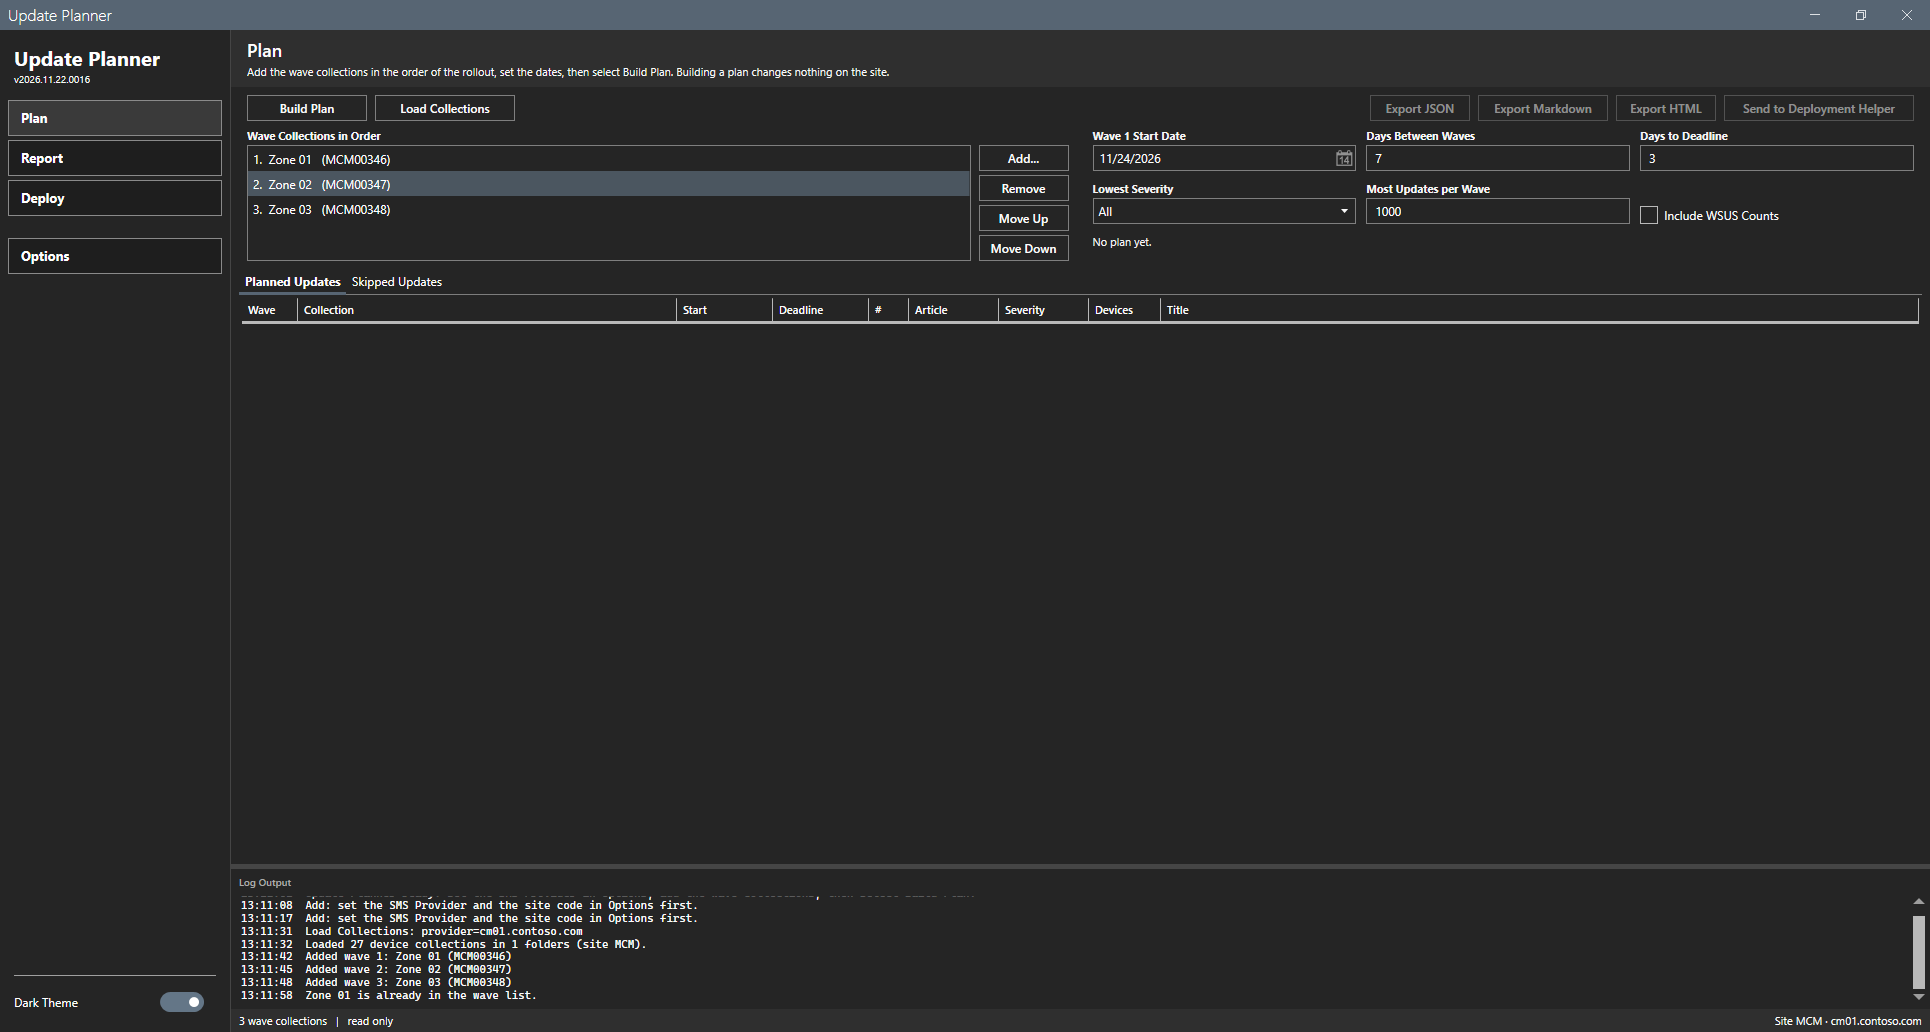 Update Planner
Update Planner
v2026.11.22.0016
Plan
Report
Deploy
Options
Dark Theme
Plan
Add the wave collections in the order of the rollout, set the dates, then select Build Plan. Building a plan changes nothing on the site.
Build Plan
Load Collections
Export JSON
Export Markdown
Export HTML
Send to Deployment Helper
Wave Collections in Order
1. Zone 01 (MCM00346)
2. Zone 02 (MCM00347)
3. Zone 03 (MCM00348)
Add...
Remove
Move Up
Move Down
Wave 1 Start Date
Days Between Waves
Days to Deadline
11/24/2026
14
7
3
Lowest Severity
Most Updates per Wave
All
1000
Include WSUS Counts
No plan yet.
Planned Updates
Skipped Updates
Wave
Collection
Start
Deadline
#
Article
Severity
Devices
Title
Log Output
13:11:08 Add: set the SMS Provider and the site code in Options first.
13:11:17 Add: set the SMS Provider and the site code in Options first.
13:11:31 Load Collections: provider=cm01.contoso.com
13:11:32 Loaded 27 device collections in 1 folders (site MCM).
13:11:42 Added wave 1: Zone 01 (MCM00346)
13:11:45 Added wave 2: Zone 02 (MCM00347)
13:11:48 Added wave 3: Zone 03 (MCM00348)
13:11:58 Zone 01 is already in the wave list.
3 wave collections | read only
Site MCM · cm01.contoso.com